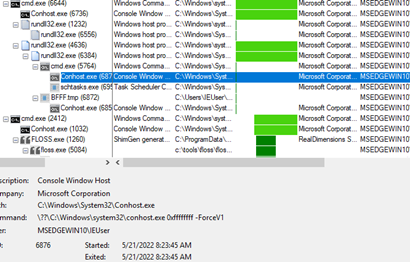 cmd.exe (6644) Windows Comma... C:\Windows\syst... Microsoft Corporat... MSEDGEWIN10\
Conhost.exe (6736) Console Window ... C:\Windows\Syst... Microsoft Corporat... MSEDGEWIN10\
rundll32.exe (1232) Windows host pro... C:\Windows\syst... Microsoft Corporat... MSEDGEWIN10\
rundll32.exe (6556) Windows host pro... C:\Windows\syst... Microsoft Corporat... MSEDGEWIN10\
rundll32.exe (4636) Windows host pro... C:\Windows\syst... Microsoft Corporat... MSEDGEWIN10\
rundll32.exe (6384) Windows host pro... C:\Windows\syst... Microsoft Corporat... MSEDGEWIN10\
cmd.exe (5764) Windows Comma... C:\Windows\Sys... Microsoft Corporat... MSEDGEWIN10\
Conhost.exe (687 Console Window ... C:\Windows\Syst... Microsoft Corporat... MSEDGEWIN10\
schtasks.exe (695 Task Scheduler C... C:\Windows\Sys... Microsoft Corporat... MSEDGEWIN10\
BFFF.tmp (6872) C:\Users\IEUser\... MSEDGEWIN10\
Conhost.exe (685 Console Window ... C:\Windows\Syst... Microsoft Corporat... MSEDGEWIN10\
cmd.exe (2412) Windows Comma... C:\Windows\syst... Microsoft Corporat... MSEDGEWIN10\
Conhost.exe (1032) Console Window ... C:\Windows\Syst... Microsoft Corporat... MSEDGEWIN10\
FLOSS.exe (1260) ShimGen generat... C:\ProgramData\... RealDimensions S... MSEDGEWIN10\
floss.exe (5084) c:\tools\floss\flos... MSEDGEWIN10\
scription: Console Window Host
mpany: Microsoft Corporation
th: C:\Windows\System32\Conhost.exe
mmand: \??\C:\Windows\system32\conhost.exe 0xffffffff -ForceV1
er: MSEDGEWIN10\IEUser
D: 6876 Started: 5/21/2022 8:23:45 AM
Exited: 5/21/2022 8:23:45 AM